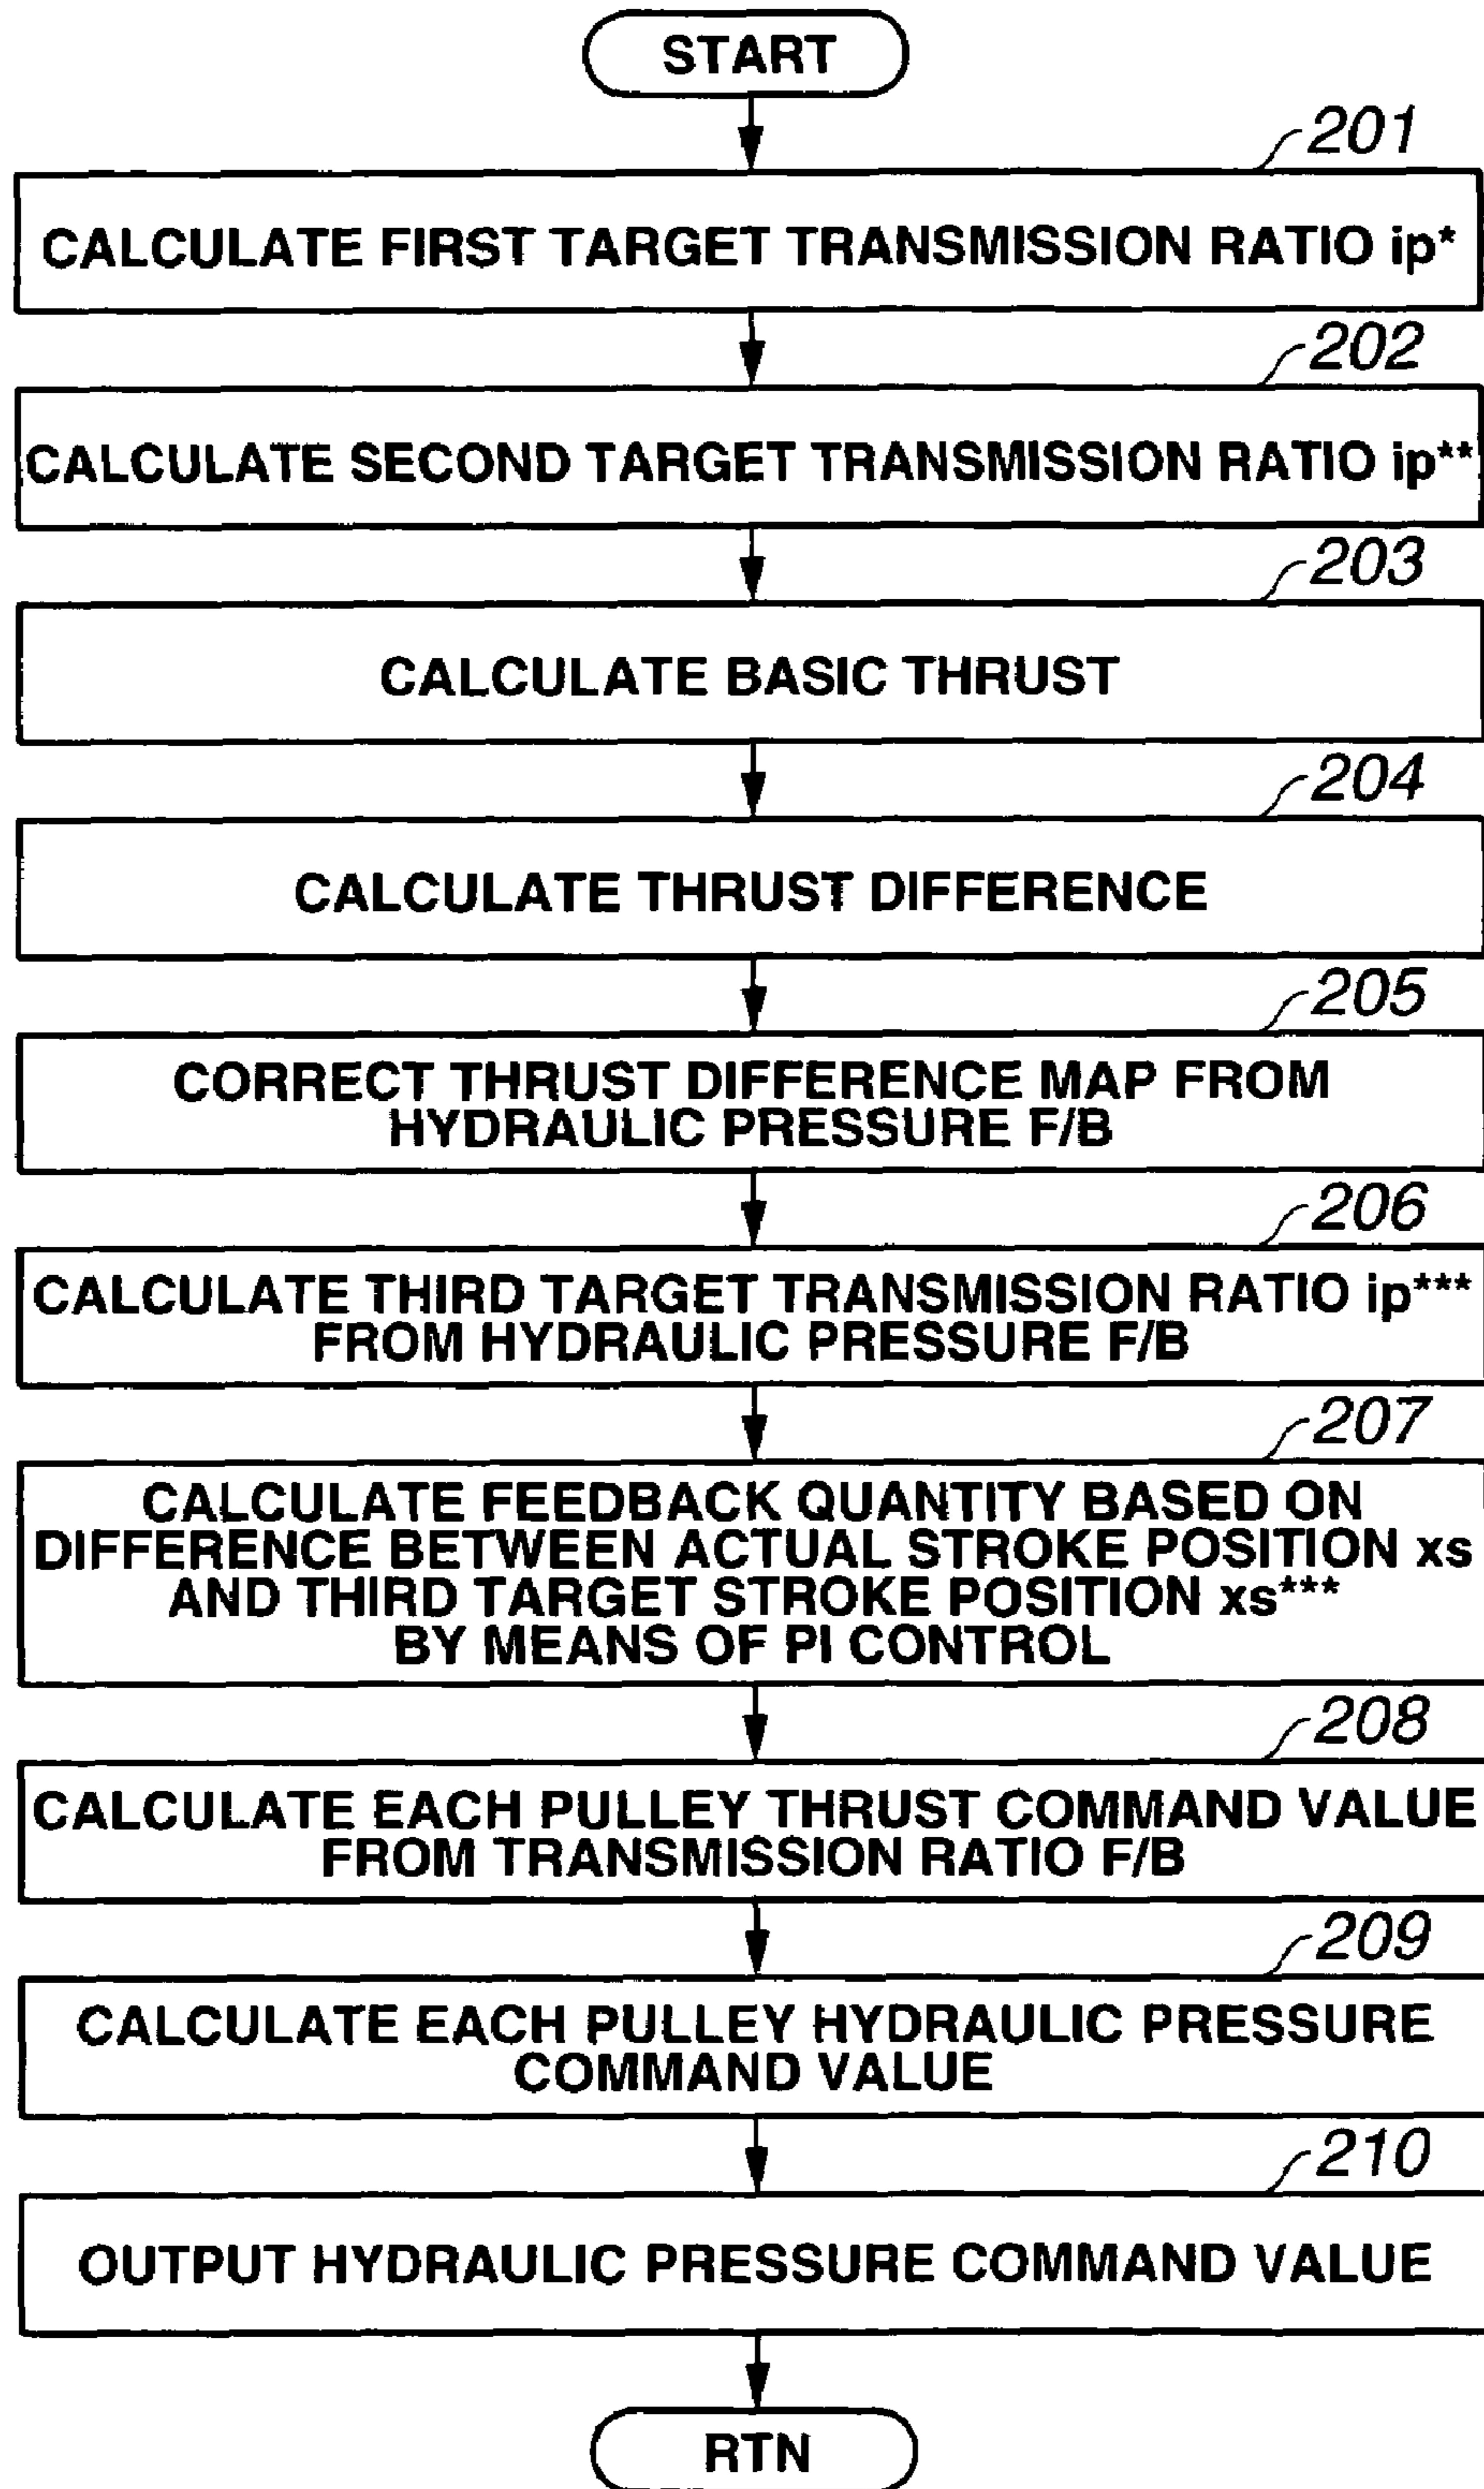 START
201
CALCULATE FIRST TARGET TRANSMISSION RATIO ip*
202
CALCULATE SECOND TARGET TRANSMISSION RATIO ip**
203
CALCULATE BASIC THRUST
204
CALCULATE THRUST DIFFERENCE
205
CORRECT THRUST DIFFERENCE MAP FROM
HYDRAULIC PRESSURE F/B
206
CALCULATE THIRD TARGET TRANSMISSION RATIO ip***
FROM HYDRAULIC PRESSURE F/B
207
CALCULATE FEEDBACK QUANTITY BASED ON
DIFFERENCE BETWEEN ACTUAL STROKE POSITION xs
AND THIRD TARGET STROKE POSITION xs***
BY MEANS OF PI CONTROL
208
CALCULATE EACH PULLEY THRUST COMMAND VALUE
FROM TRANSMISSION RATIO F/B
209
CALCULATE EACH PULLEY HYDRAULIC PRESSURE
COMMAND VALUE
210
OUTPUT HYDRAULIC PRESSURE COMMAND VALUE
RTN